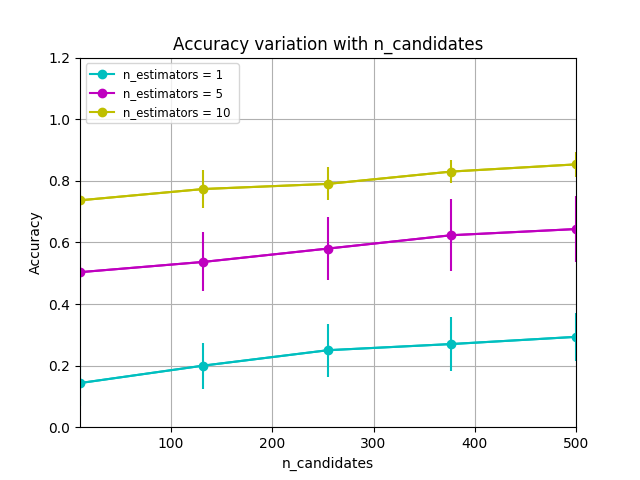 Accuracy variation with n_candidates
n_estimators = 1
n_estimators = 5
n_estimators = 10
1.2
1.0
0.8
0.6
0.4
0.2
0.0
Accuracy
100
200
300
400
500
n_candidates